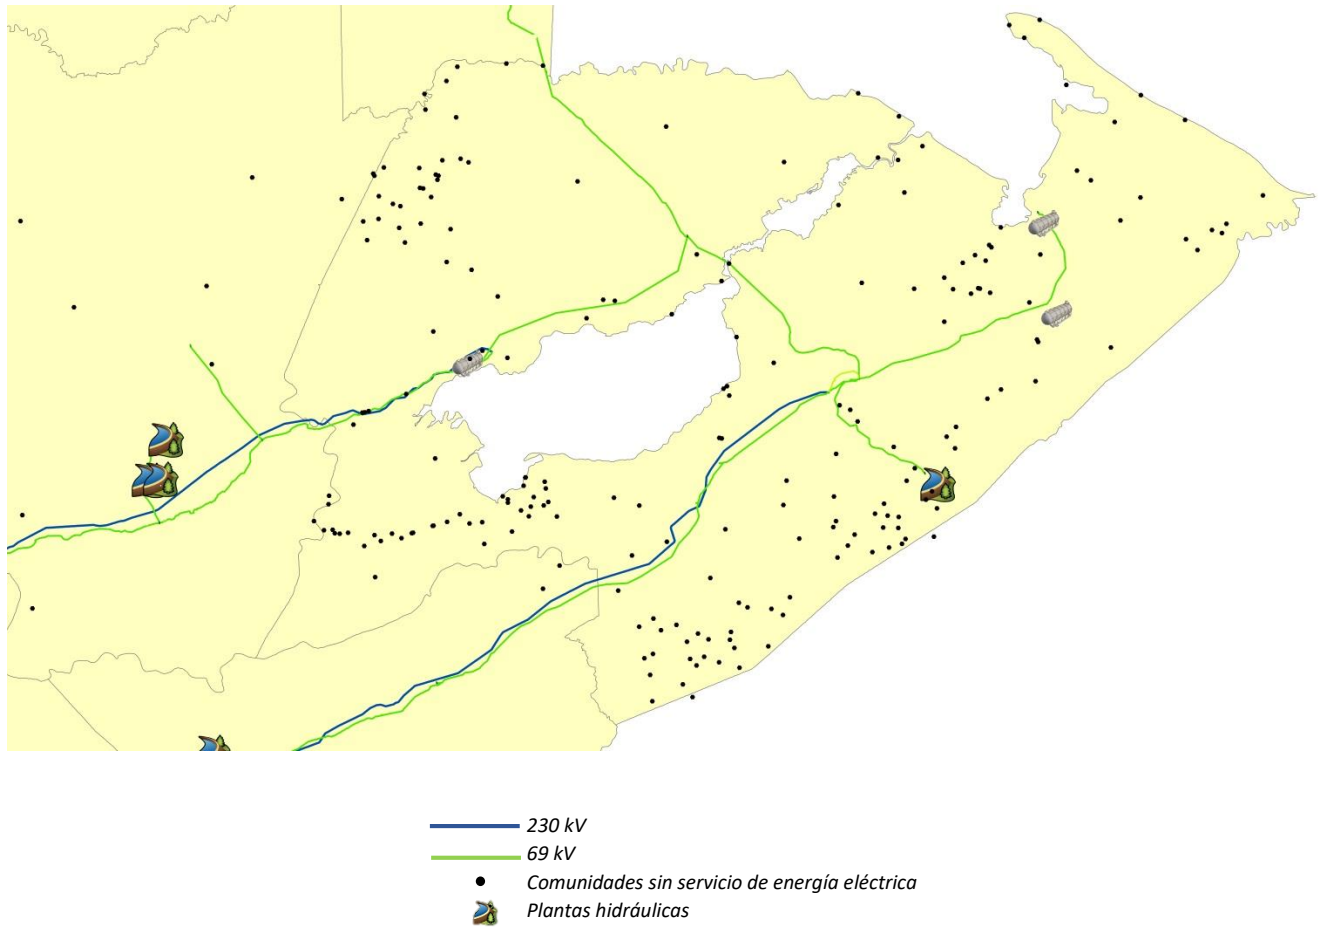 230 kV
69 kV
Comunidades sin servicio de energía eléctrica
Plantas hidráulicas